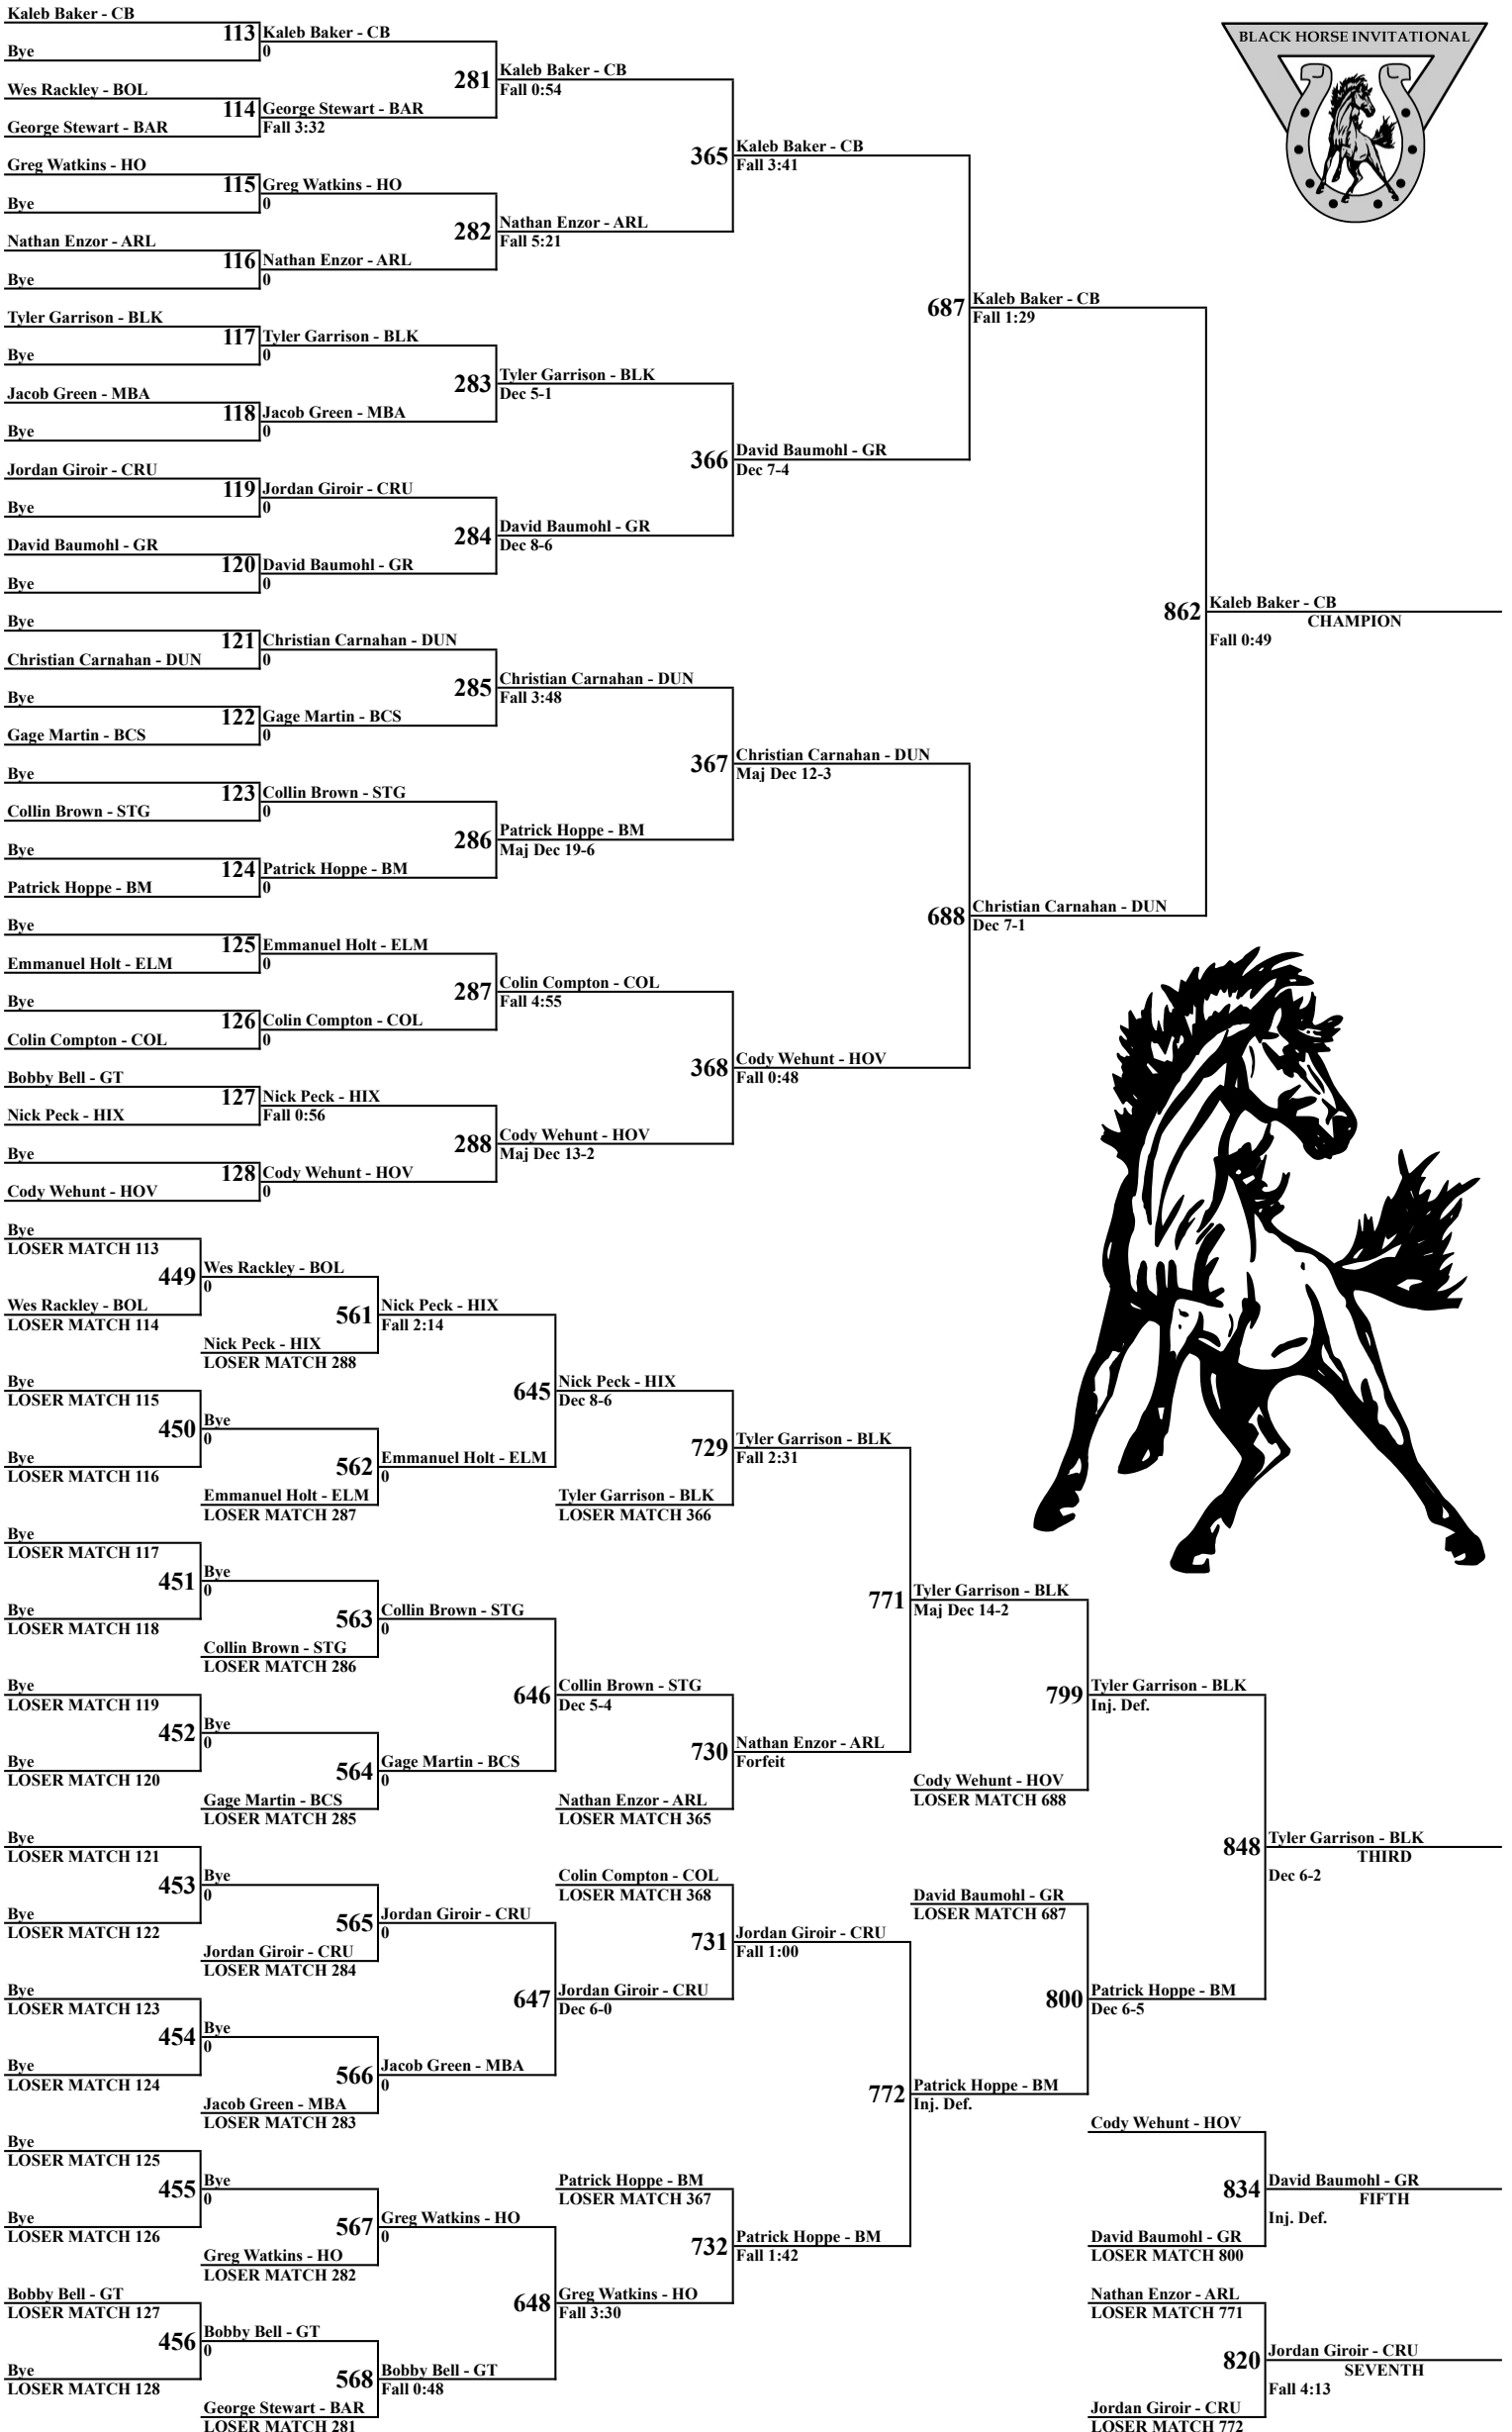 BLACK HORSE INVITATIONAL
Kaleb Baker - CB
113
Kaleb Baker - CB
Bye
0
281
Kaleb Baker - CB
Fall 0:54
Wes Rackley - BOL
114
George Stewart - BAR
George Stewart - BAR
Fall 3:32
365
Kaleb Baker - CB
Fall 3:41
Greg Watkins - HO
115
Greg Watkins - HO
Bye
0
282
Nathan Enzor - ARL
Fall 5:21
Nathan Enzor - ARL
116
Nathan Enzor - ARL
Bye
0
687
Kaleb Baker - CB
Fall 1:29
Tyler Garrison - BLK
117
Tyler Garrison - BLK
Bye
0
283
Tyler Garrison - BLK
Dec 5-1
Jacob Green - MBA
118
Jacob Green - MBA
Bye
0
366
David Baumohl - GR
Dec 7-4
Jordan Giroir - CRU
119
Jordan Giroir - CRU
Bye
0
284
David Baumohl - GR
Dec 8-6
David Baumohl - GR
120
David Baumohl - GR
Bye
0
862
Kaleb Baker - CB
CHAMPION
Fall 0:49
Bye
121
Christian Carnahan - DUN
Christian Carnahan - DUN
0
285
Christian Carnahan - DUN
Fall 3:48
Bye
122
Gage Martin - BCS
Gage Martin - BCS
0
367
Christian Carnahan - DUN
Maj Dec 12-3
Bye
123
Collin Brown - STG
Collin Brown - STG
0
286
Patrick Hoppe - BM
Maj Dec 19-6
Bye
124
Patrick Hoppe - BM
Patrick Hoppe - BM
0
688
Christian Carnahan - DUN
Dec 7-1
Bye
125
Emmanuel Holt - ELM
Emmanuel Holt - ELM
0
287
Colin Compton - COL
Fall 4:55
Bye
126
Colin Compton - COL
Colin Compton - COL
0
368
Cody Wehunt - HOV
Fall 0:48
Bobby Bell - GT
127
Nick Peck - HIX
Nick Peck - HIX
Fall 0:56
288
Cody Wehunt - HOV
Maj Dec 13-2
Bye
128
Cody Wehunt - HOV
Cody Wehunt - HOV
0
Bye
LOSER MATCH 113
449
Wes Rackley - BOL
0
Wes Rackley - BOL
LOSER MATCH 114
561
Nick Peck - HIX
Fall 2:14
Nick Peck - HIX
LOSER MATCH 288
Bye
LOSER MATCH 115
645
Nick Peck - HIX
Dec 8-6
450
Bye
0
Bye
LOSER MATCH 116
562
Emmanuel Holt - ELM
0
Emmanuel Holt - ELM
LOSER MATCH 287
729
Tyler Garrison - BLK
Fall 2:31
Tyler Garrison - BLK
LOSER MATCH 366
Bye
LOSER MATCH 117
451
Bye
0
Bye
LOSER MATCH 118
563
Collin Brown - STG
0
Collin Brown - STG
LOSER MATCH 286
771
Tyler Garrison - BLK
Maj Dec 14-2
Bye
LOSER MATCH 119
646
Collin Brown - STG
Dec 5-4
452
Bye
0
Bye
LOSER MATCH 120
564
Gage Martin - BCS
0
Gage Martin - BCS
LOSER MATCH 285
730
Nathan Enzor - ARL
Forfeit
Nathan Enzor - ARL
LOSER MATCH 365
799
Tyler Garrison - BLK
Inj. Def.
Cody Wehunt - HOV
LOSER MATCH 688
848
Tyler Garrison - BLK
THIRD
Dec 6-2
Bye
LOSER MATCH 121
453
Bye
0
Bye
LOSER MATCH 122
565
Jordan Giroir - CRU
0
Jordan Giroir - CRU
LOSER MATCH 284
Colin Compton - COL
LOSER MATCH 368
731
Jordan Giroir - CRU
Fall 1:00
David Baumohl - GR
LOSER MATCH 687
Bye
LOSER MATCH 123
647
Jordan Giroir - CRU
Dec 6-0
800
Patrick Hoppe - BM
Dec 6-5
454
Bye
0
Bye
LOSER MATCH 124
566
Jacob Green - MBA
0
Jacob Green - MBA
LOSER MATCH 283
772
Patrick Hoppe - BM
Inj. Def.
Bye
LOSER MATCH 125
455
Bye
0
Bye
LOSER MATCH 126
567
Greg Watkins - HO
0
Greg Watkins - HO
LOSER MATCH 282
Patrick Hoppe - BM
LOSER MATCH 367
732
Patrick Hoppe - BM
Fall 1:42
Cody Wehunt - HOV
834
David Baumohl - GR
FIFTH
Inj. Def.
David Baumohl - GR
LOSER MATCH 800
Bobby Bell - GT
LOSER MATCH 127
648
Greg Watkins - HO
Fall 3:30
456
Bobby Bell - GT
0
Bye
LOSER MATCH 128
568
Bobby Bell - GT
Fall 0:48
George Stewart - BAR
LOSER MATCH 281
Nathan Enzor - ARL
LOSER MATCH 771
820
Jordan Giroir - CRU
SEVENTH
Fall 4:13
Jordan Giroir - CRU
LOSER MATCH 772